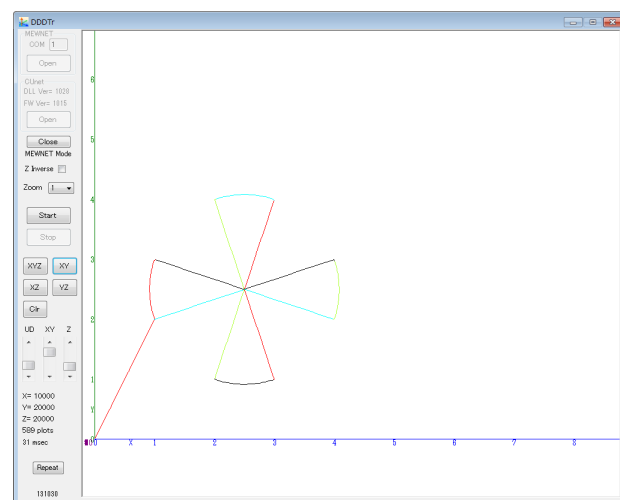 DDDTr
MEWNET
COM 1
Open
CUnet
DLL Ver= 1020
FW Ver= 1015
Open
Close
MEWNET Mode
Z Inverse
Zoom 1
Start
Stop
XYZ XY
XZ YZ
Clr
UD XY Z
X= 10000
Y= 20000
Z= 20000
589 plots
31 msec
Repeat
131030
6
5
4
3
2
1
Y
0 X 1 2 3 4 5 6 7 8